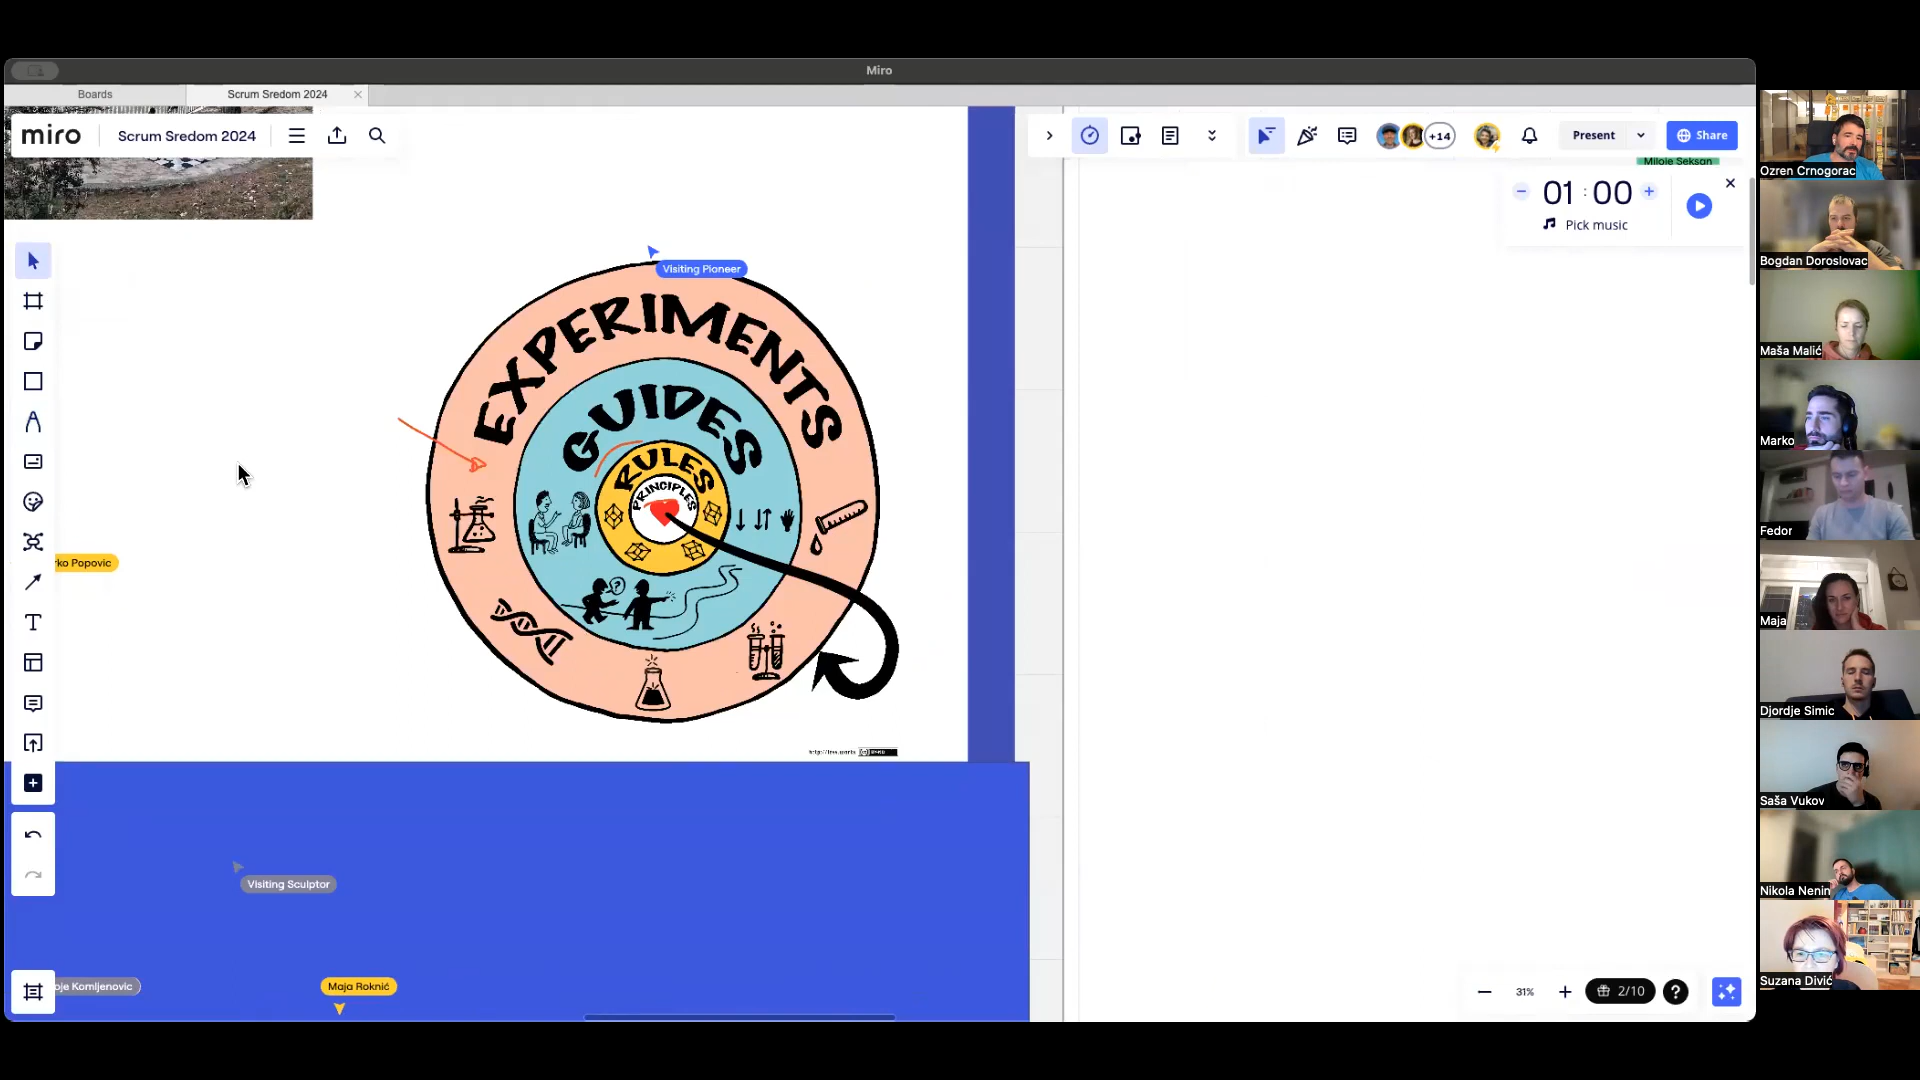 Miro
Boards
Scrum Sredom 2024
miro
Scrum Sredom 2024
+14
Present
Share
Miloje Seksan
01 : 00
Pick music
Visiting Pioneer
EXPERIMENTS
GUIDES
RULES
PRINCIPLES
?
rko Popovic
Visiting Sculptor
oje Komljenovic
Maja Roknić
31%
2/10
?
Ozren Crnogorac
Bogdan Doroslovac
Maša Malić
Marko
Fedor
Maja
Djordje Simic
Saša Vukov
Nikola Nenin
Suzana Divić